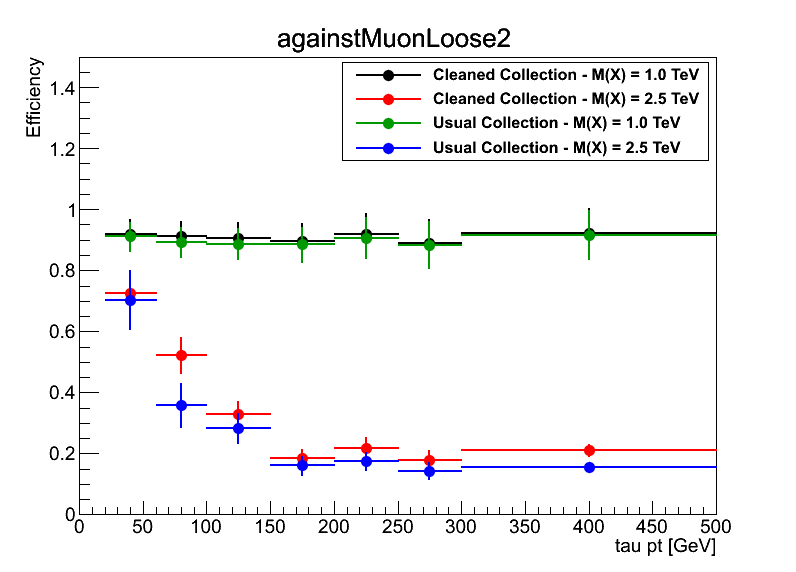 againstMuonLoose2
Efficiency
Cleaned Collection - M(X) = 1.0 TeV
Cleaned Collection - M(X) = 2.5 TeV
Usual Collection - M(X) = 1.0 TeV
Usual Collection - M(X) = 2.5 TeV
1.4
1.2
1
0.8
0.6
0.4
0.2
0
0 50 100 150 200 250 300 350 400 450 500
tau pt [GeV]